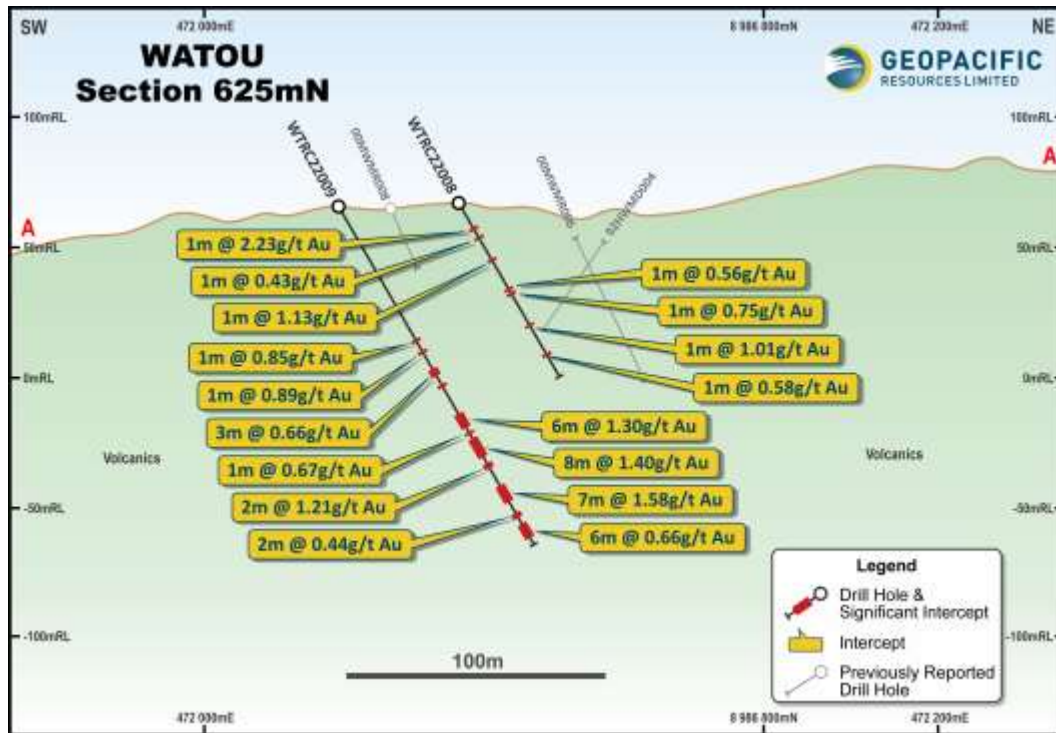 SW
472 000mE
8 986 000mN
472 200mE
NE
WATOU
Section 625mN
GEOPACIFIC
RESOURCES LIMITED
100mRL
100mRL
WTRC22009
WTRC22008
A
A
50mRL
50mRL
1m @ 2.23g/t Au
1m @ 0.43g/t Au
1m @ 1.13g/t Au
1m @ 0.56g/t Au
1m @ 0.75g/t Au
1m @ 1.01g/t Au
1m @ 0.58g/t Au
0mRL
0mRL
1m @ 0.85g/t Au
1m @ 0.89g/t Au
3m @ 0.66g/t Au
1m @ 0.67g/t Au
2m @ 1.21g/t Au
2m @ 0.44g/t Au
6m @ 1.30g/t Au
8m @ 1.40g/t Au
7m @ 1.58g/t Au
6m @ 0.66g/t Au
Volcanics
Volcanics
-50mRL
-50mRL
-100mRL
-100mRL
100m
Legend
Drill Hole &
Significant Intercept
Intercept
Previously Reported
Drill Hole
472 000mE
8 986 000mN
472 200mE